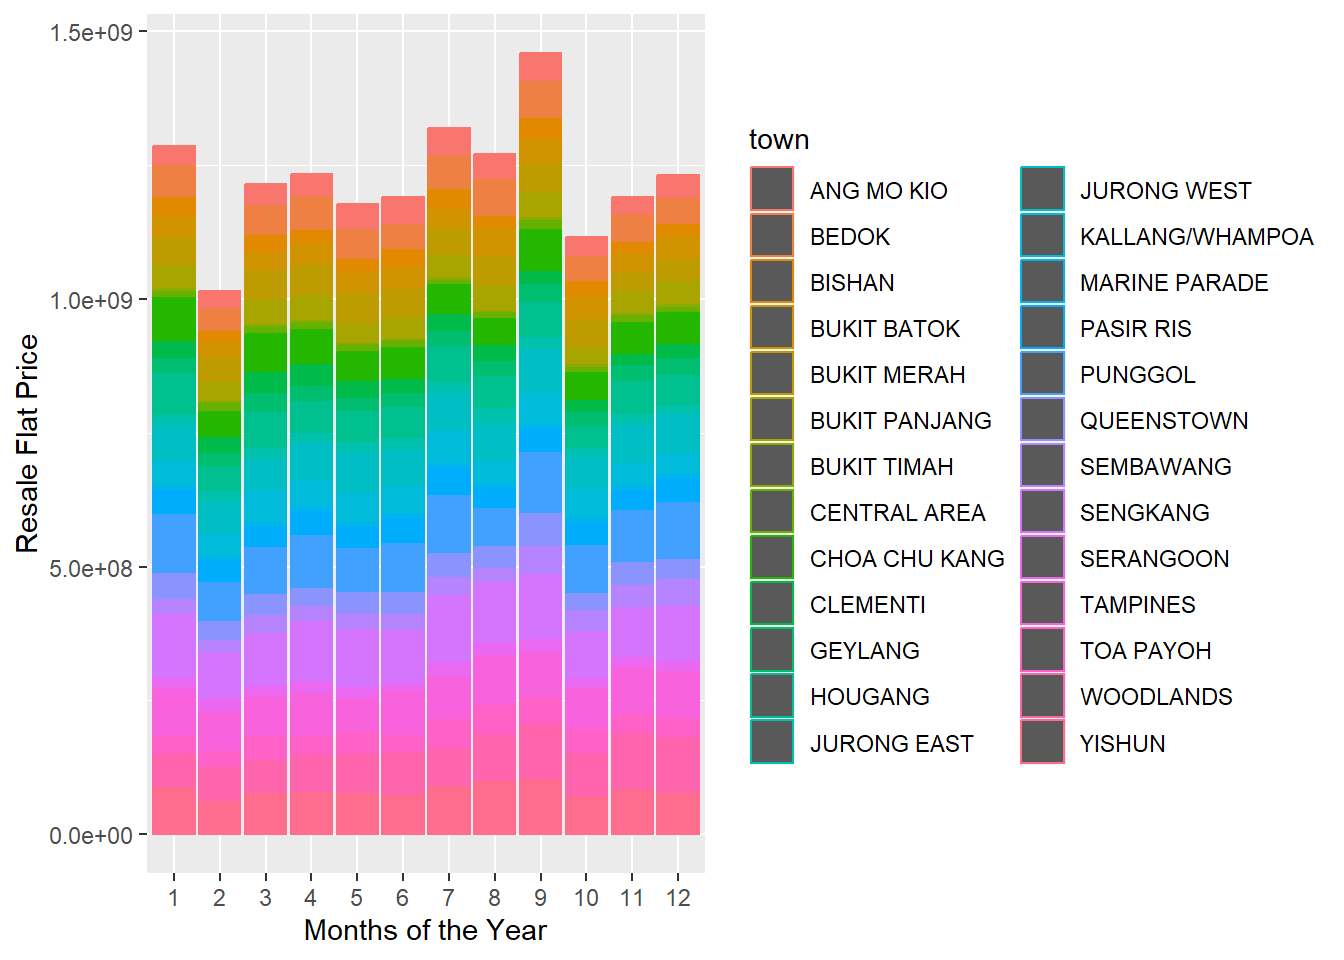 1.5e+09
1.0e+09
5.0e+08
0.0e+00
Resale Flat Price
1 2 3 4 5 6 7 8 9 10 11 12
Months of the Year
town
ANG MO KIO
BEDOK
BISHAN
BUKIT BATOK
BUKIT MERAH
BUKIT PANJANG
BUKIT TIMAH
CENTRAL AREA
CHOA CHU KANG
CLEMENTI
GEYLANG
HOUGANG
JURONG EAST
JURONG WEST
KALLANG/WHAMPOA
MARINE PARADE
PASIR RIS
PUNGGOL
QUEENSTOWN
SEMBAWANG
SENGKANG
SERANGOON
TAMPINES
TOA PAYOH
WOODLANDS
YISHUN